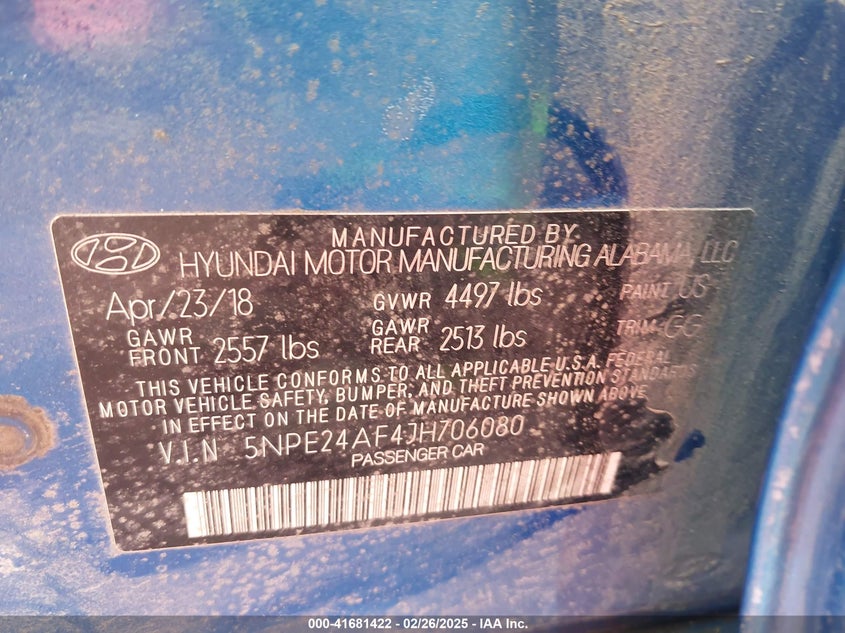 MANUFACTURED BY
HYUNDAI MOTOR MANUFACTURING ALABAMA, LLC
Apr/23/18 GVWR 4497 lbs PAINT US
GAWR FRONT 2557 lbs GAWR REAR 2513 lbs TRIM GG
THIS VEHICLE CONFORMS TO ALL APPLICABLE U.S.A. FEDERAL
MOTOR VEHICLE SAFETY, BUMPER, AND THEFT PREVENTION STANDARDS
IN EFFECT ON THE DATE OF MANUFACTURE SHOWN ABOVE
V.I.N 5NPE24AF4JH706080
PASSENGER CAR
000-41681422 - 02/26/2025 - IAA Inc.